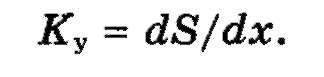 K_y = dS/dx.